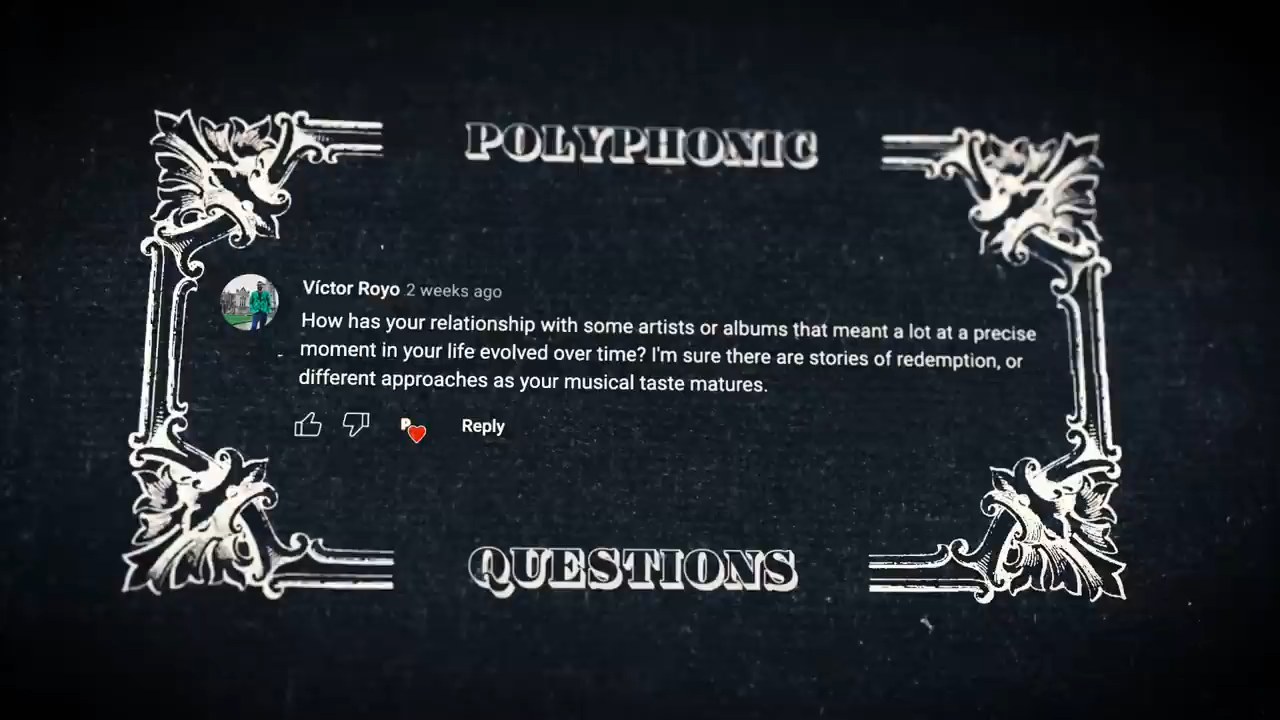 POLYPHONIC
Víctor Royo 2 weeks ago
How has your relationship with some artists or albums that meant a lot at a precise
moment in your life evolved over time? I'm sure there are stories of redemption, or
different approaches as your musical taste matures.
P Reply
QUESTIONS